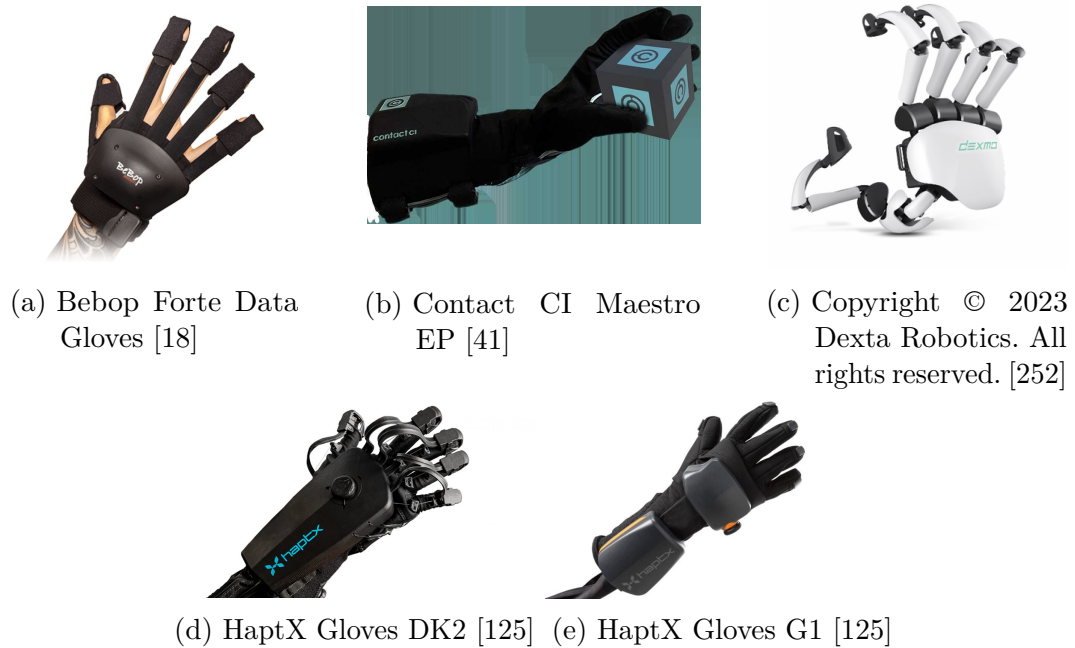 BeBop
contact ci
dexmo
(a) Bebop Forte Data
Gloves [18]
(b) Contact CI Maestro
EP [41]
(c) Copyright © 2023
Dexta Robotics. All
rights reserved. [252]
haptx
haptx
(d) HaptX Gloves DK2 [125]
(e) HaptX Gloves G1 [125]